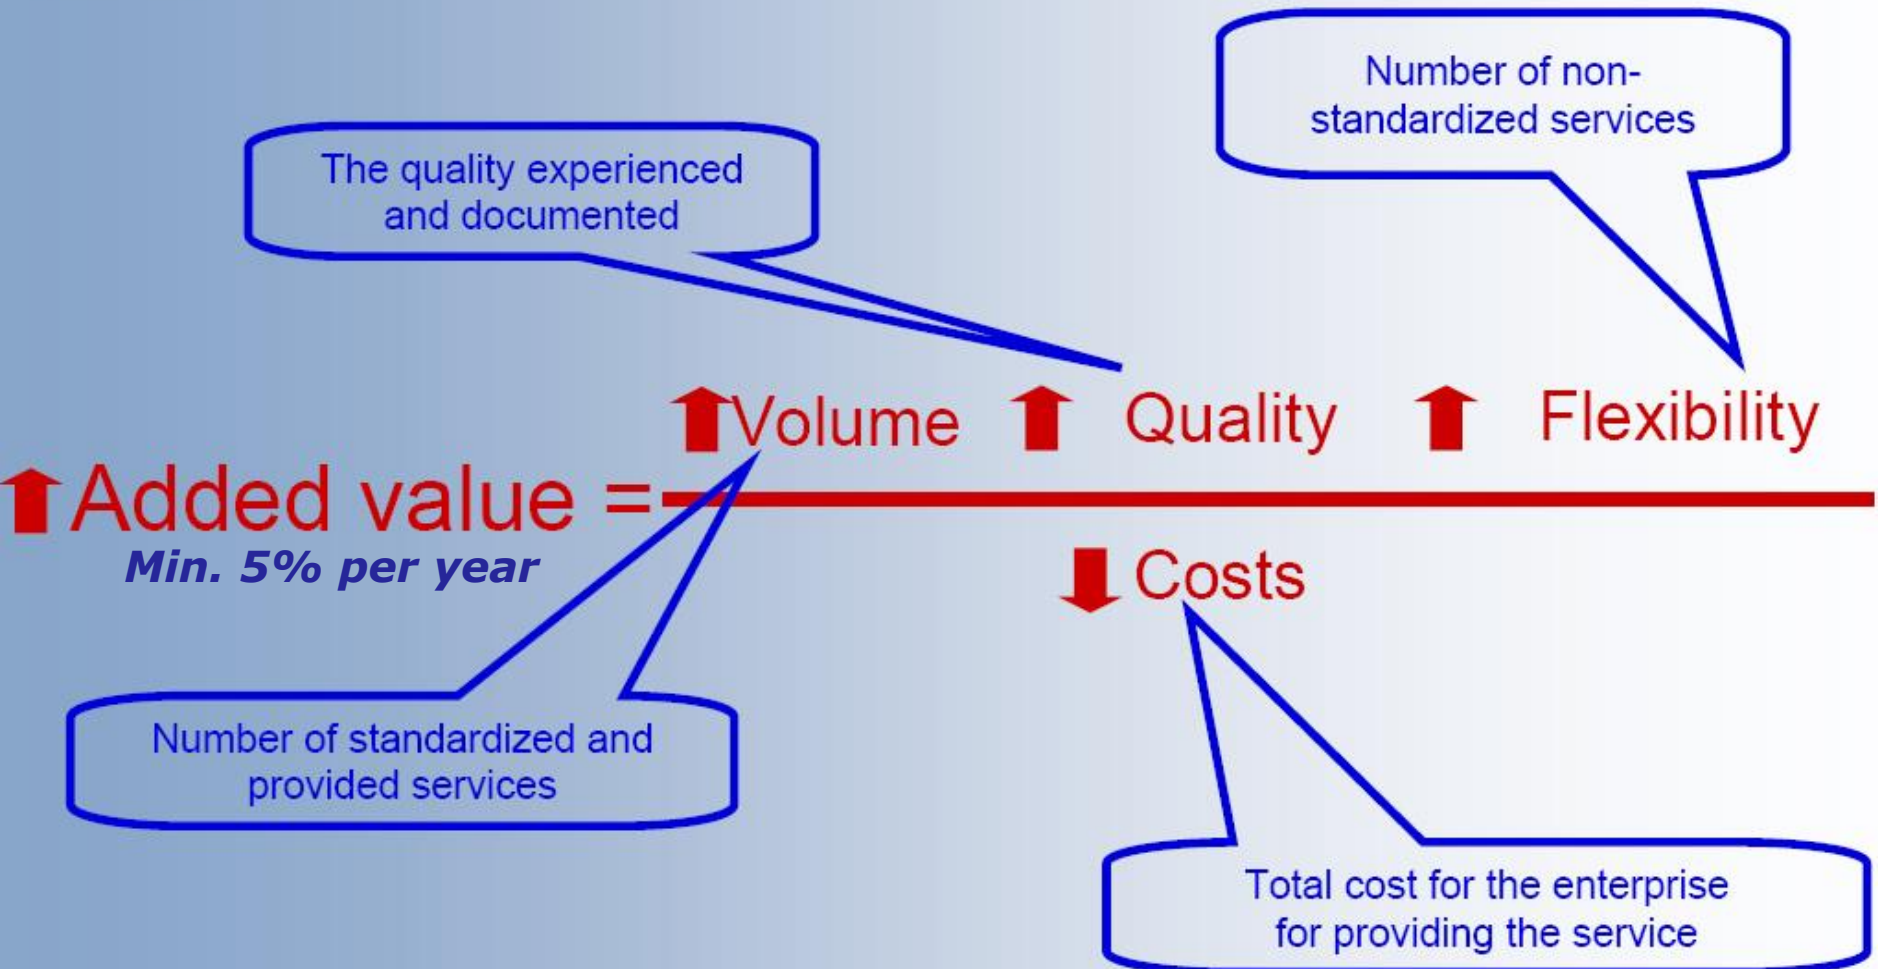 Number of non-
standardized services
The quality experienced
and documented
Volume Quality Flexibility
Added value =
Min. 5% per year
Costs
Number of standardized and
provided services
Total cost for the enterprise
for providing the service